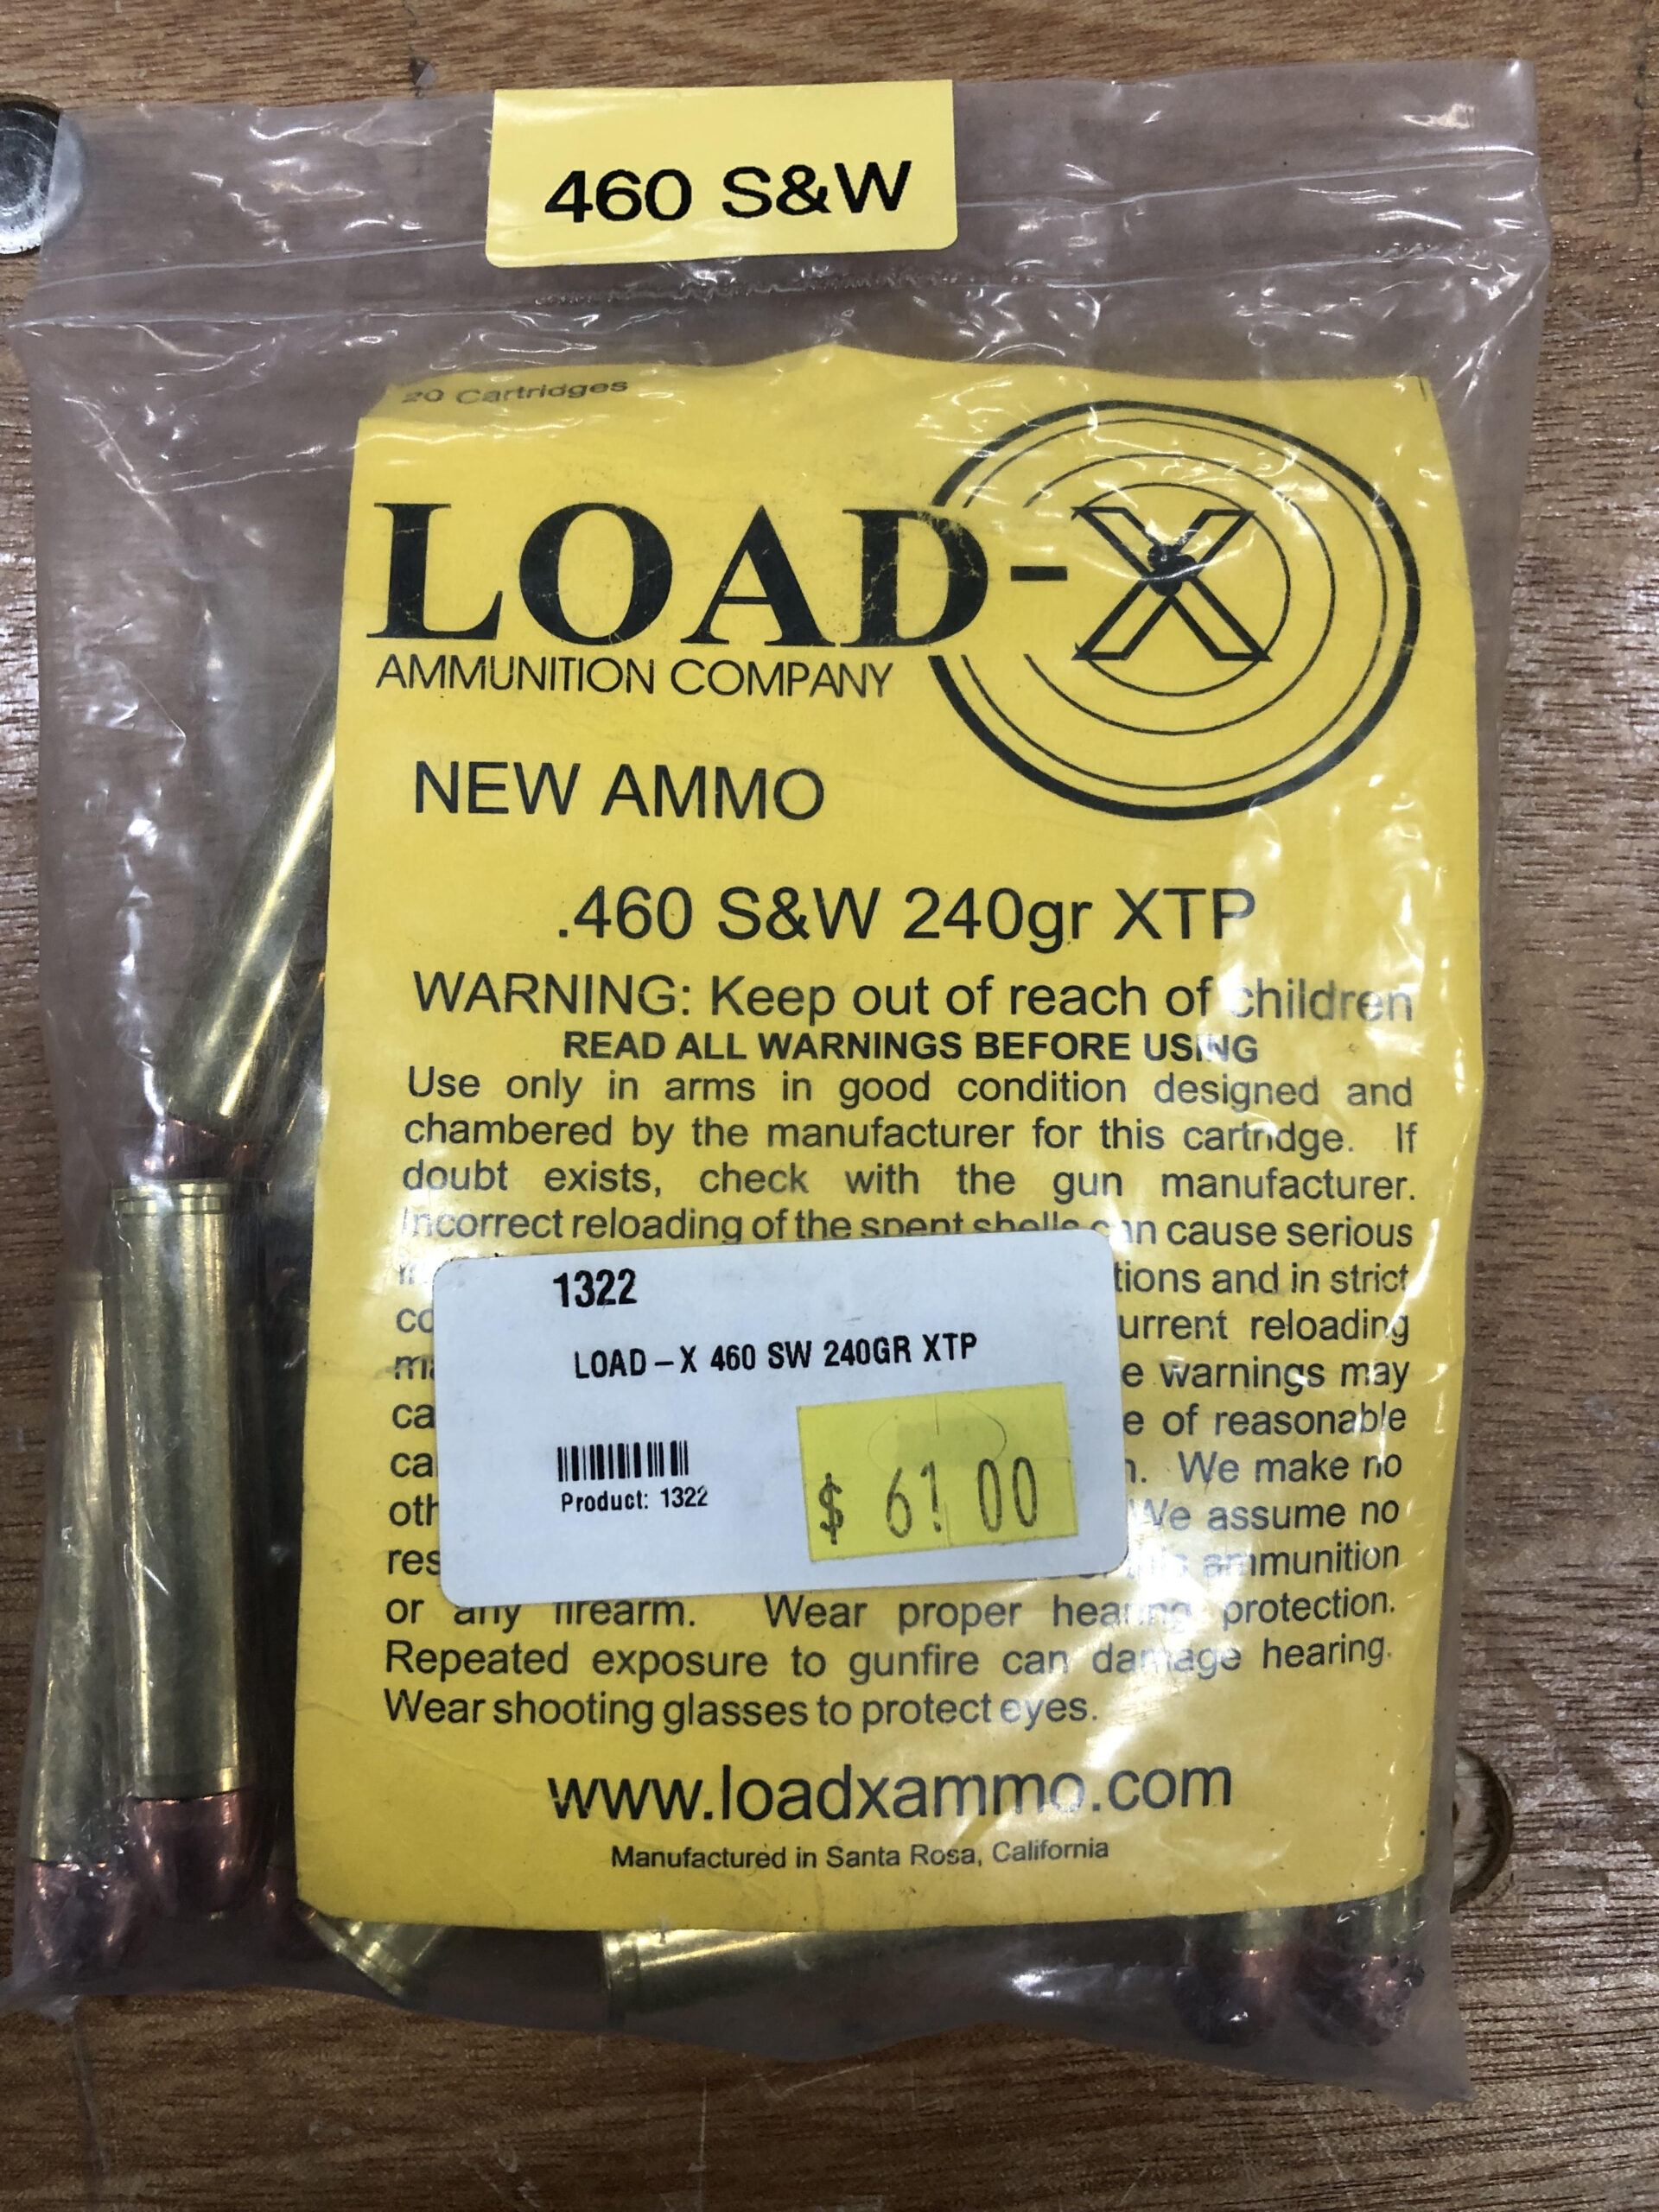 460 S&W
20 Cartridges
LOAD-X
AMMUNITION COMPANY
NEW AMMO
.460 S&W 240gr XTP
WARNING: Keep out of reach of children
READ ALL WARNINGS BEFORE USING
Use only in arms in good condition designed and
chambered by the manufacturer for this cartridge. If
doubt exists, check with the gun manufacturer.
Incorrect reloading of the spent shells can cause serious
and in strict
reloading
warnings may
of reasonable
We make no
We assume no
ammunition
or any firearm. Wear proper hearing protection.
Repeated exposure to gunfire can damage hearing.
Wear shooting glasses to protect eyes.
www.loadxammo.com
Manufactured in Santa Rosa, California
1322
LOAD-X 460 SW 240GR XTP
Product: 1322
$ 61 00